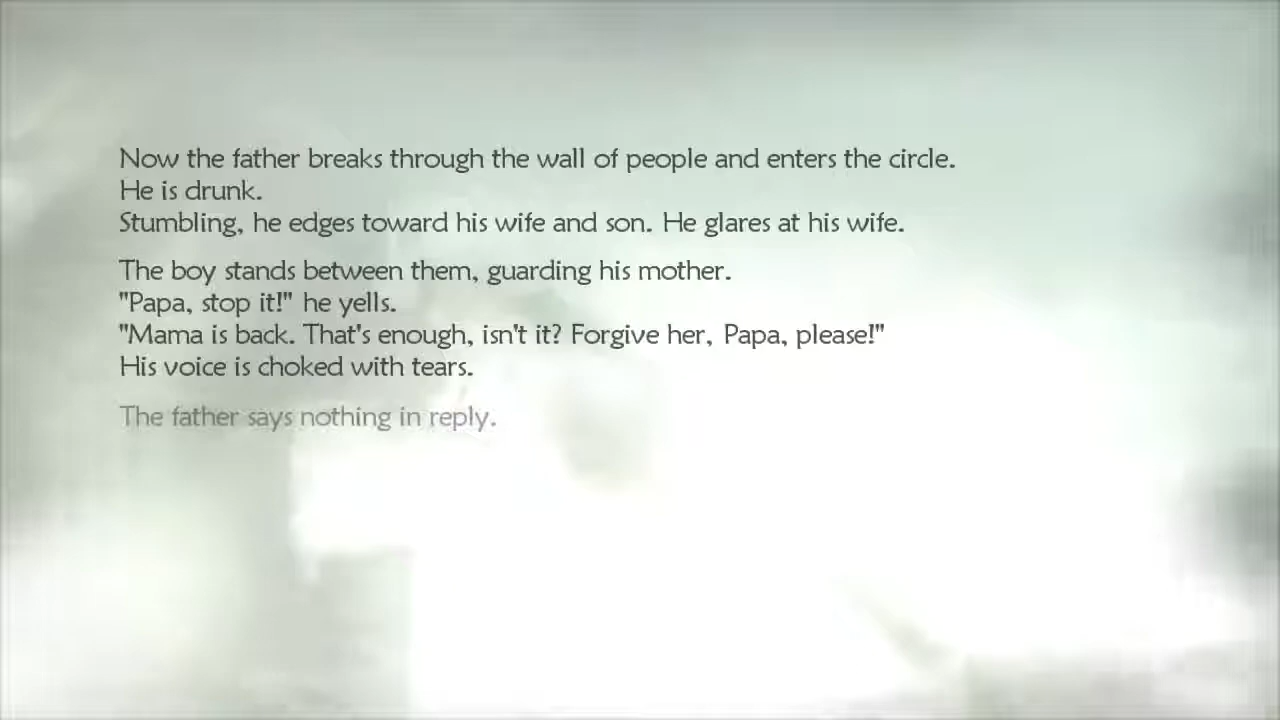 Now the father breaks through the wall of people and enters the circle.
He is drunk.
Stumbling, he edges toward his wife and son. He glares at his wife.
The boy stands between them, guarding his mother.
"Papa, stop it!" he yells.
"Mama is back. That's enough, isn't it? Forgive her, Papa, please!"
His voice is choked with tears.
The father says nothing in reply.